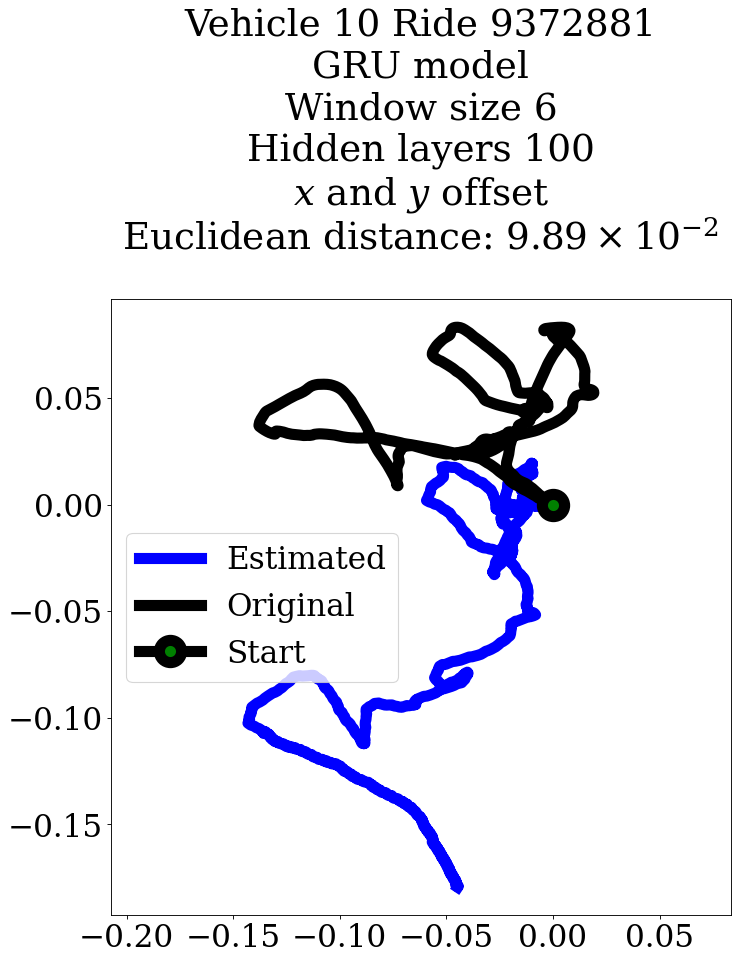 Vehicle 10 Ride 9372881
GRU model
Window size 6
Hidden layers 100
x and y offset
Euclidean distance: 9.89 × 10⁻²
0.05
0.00
−0.05
−0.10
−0.15
Estimated
Original
Start
−0.20 −0.15 −0.10 −0.05 0.00 0.05